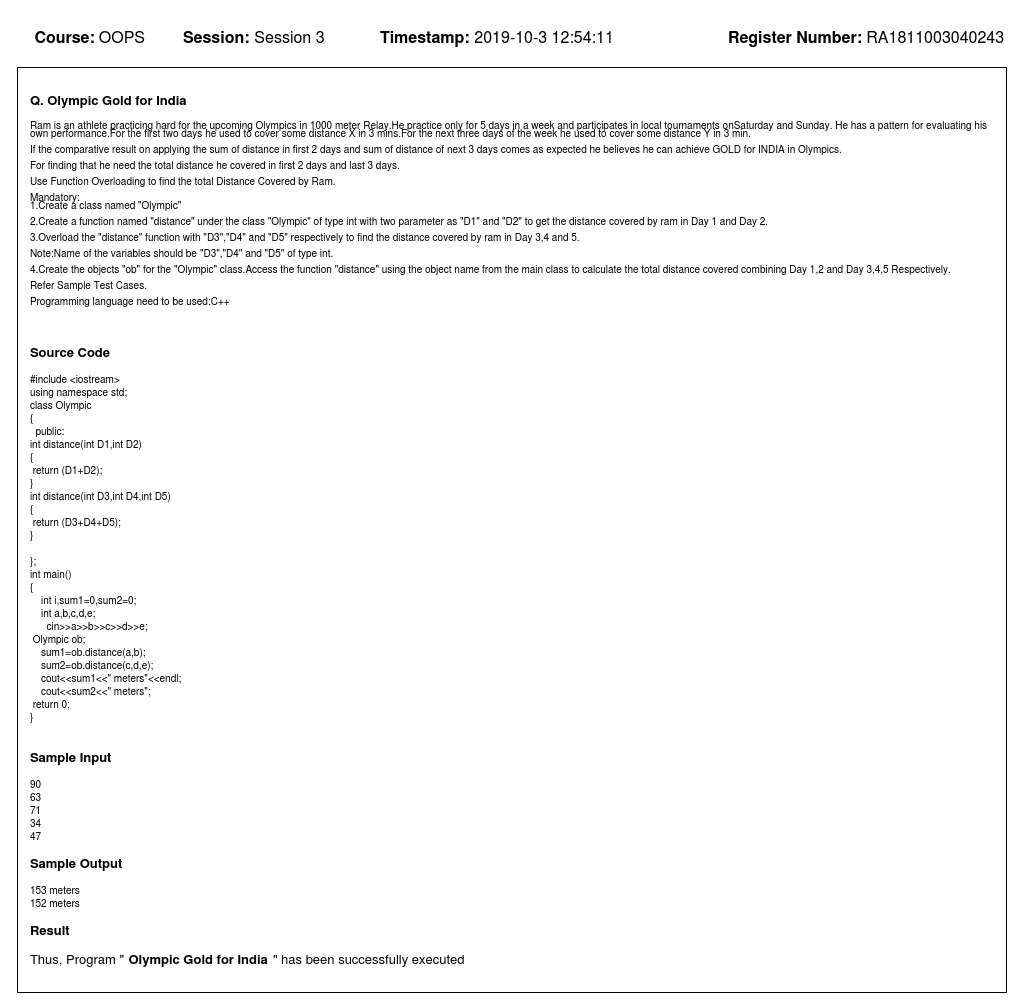 Course: OOPS Session: Session 3 Timestamp: 2019-10-3 12:54:11 Register Number: RA1811003040243
Q. Olympic Gold for India
Ram is an athlete practicing hard for the upcoming Olympics in 1000 meter Relay.He practice only for 5 days in a week and participates in local tournaments onSaturday and Sunday. He has a pattern for evaluating his
own performance.For the first two days he used to cover some distance X in 3 mins.For the next three days of the week he used to cover some distance Y in 3 min.
If the comparative result on applying the sum of distance in first 2 days and sum of distance of next 3 days comes as expected he believes he can achieve GOLD for INDIA in Olympics.
For finding that he need the total distance he covered in first 2 days and last 3 days.
Use Function Overloading to find the total Distance Covered by Ram.
Mandatory:
1.Create a class named "Olympic"
2.Create a function named "distance" under the class "Olympic" of type int with two parameter as "D1" and "D2" to get the distance covered by ram in Day 1 and Day 2.
3.Overload the "distance" function with "D3","D4" and "D5" respectively to find the distance covered by ram in Day 3,4 and 5.
Note:Name of the variables should be "D3","D4" and "D5" of type int.
4.Create the objects "ob" for the "Olympic" class.Access the function "distance" using the object name from the main class to calculate the total distance covered combining Day 1,2 and Day 3,4,5 Respectively.
Refer Sample Test Cases.
Programming language need to be used:C++
Source Code
#include <iostream>
using namespace std;
class Olympic
{
public:
int distance(int D1,int D2)
{
return (D1+D2);
}
int distance(int D3,int D4,int D5)
{
return (D3+D4+D5);
}
};
int main()
{
int i,sum1=0,sum2=0;
int a,b,c,d,e;
cin>>a>>b>>c>>d>>e;
Olympic ob;
sum1=ob.distance(a,b);
sum2=ob.distance(c,d,e);
cout<<sum1<<" meters"<<endl;
cout<<sum2<<" meters";
return 0;
}
Sample Input
90
63
71
34
47
Sample Output
153 meters
152 meters
Result
Thus, Program " Olympic Gold for India " has been successfully executed